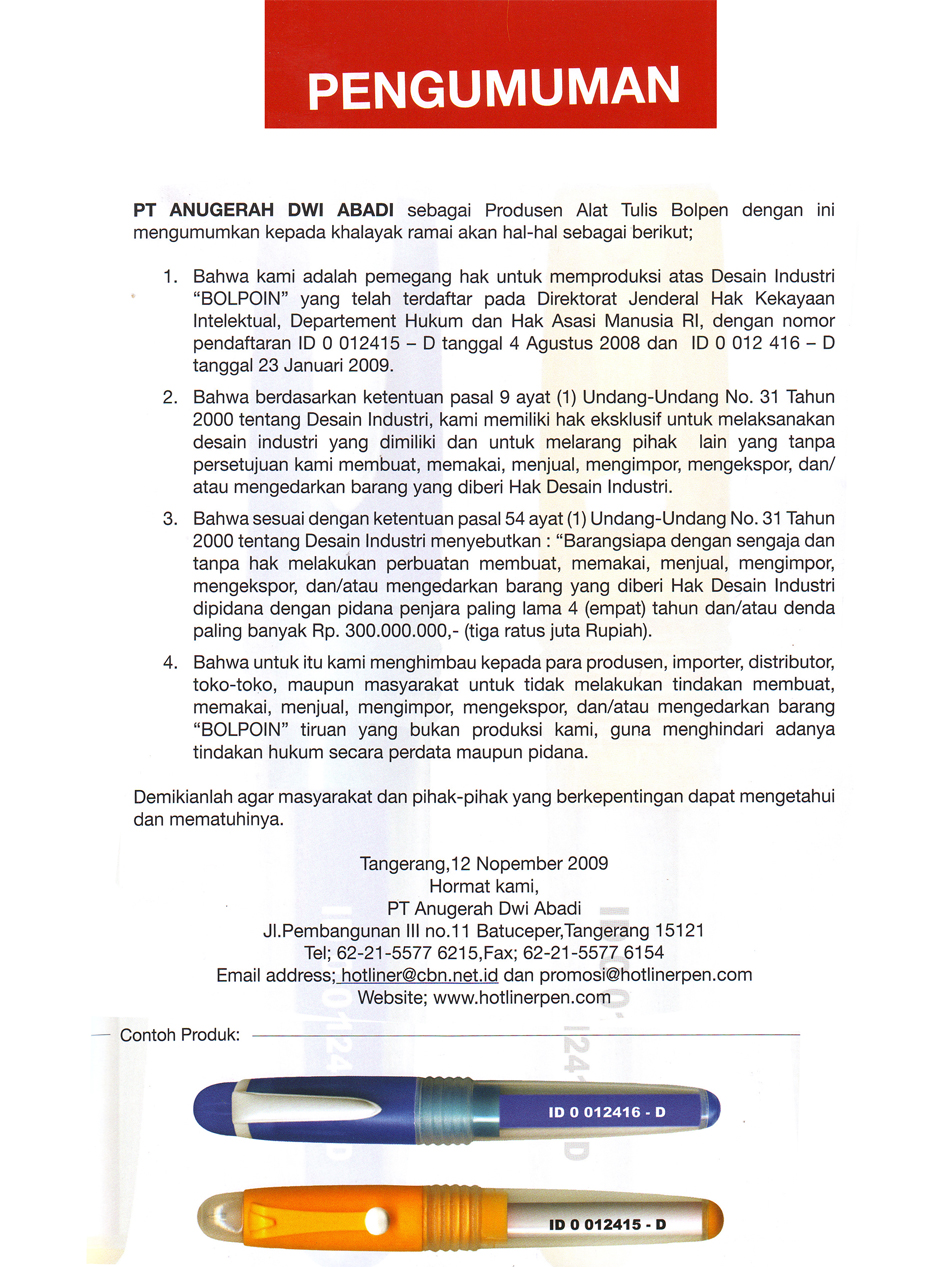 PENGUMUMAN
PT ANUGERAH DWI ABADI sebagai Produsen Alat Tulis Bolpen dengan ini
mengumumkan kepada khalayak ramai akan hal-hal sebagai berikut;
1. Bahwa kami adalah pemegang hak untuk memproduksi atas Desain Industri
“BOLPOIN” yang telah terdaftar pada Direktorat Jenderal Hak Kekayaan
Intelektual, Departement Hukum dan Hak Asasi Manusia RI, dengan nomor
pendaftaran ID 0 012415 – D tanggal 4 Agustus 2008 dan ID 0 012 416 – D
tanggal 23 Januari 2009.
2. Bahwa berdasarkan ketentuan pasal 9 ayat (1) Undang-Undang No. 31 Tahun
2000 tentang Desain Industri, kami memiliki hak eksklusif untuk melaksanakan
desain industri yang dimiliki dan untuk melarang pihak lain yang tanpa
persetujuan kami membuat, memakai, menjual, mengimpor, mengekspor, dan/
atau mengedarkan barang yang diberi Hak Desain Industri.
3. Bahwa sesuai dengan ketentuan pasal 54 ayat (1) Undang-Undang No. 31 Tahun
2000 tentang Desain Industri menyebutkan : “Barangsiapa dengan sengaja dan
tanpa hak melakukan perbuatan membuat, memakai, menjual, mengimpor,
mengekspor, dan/atau mengedarkan barang yang diberi Hak Desain Industri
dipidana dengan pidana penjara paling lama 4 (empat) tahun dan/atau denda
paling banyak Rp. 300.000.000,- (tiga ratus juta Rupiah).
4. Bahwa untuk itu kami menghimbau kepada para produsen, importer, distributor,
toko-toko, maupun masyarakat untuk tidak melakukan tindakan membuat,
memakai, menjual, mengimpor, mengekspor, dan/atau mengedarkan barang
“BOLPOIN” tiruan yang bukan produksi kami, guna menghindari adanya
tindakan hukum secara perdata maupun pidana.
Demikianlah agar masyarakat dan pihak-pihak yang berkepentingan dapat mengetahui
dan mematuhinya.
Tangerang,12 Nopember 2009
Hormat kami,
PT Anugerah Dwi Abadi
Jl.Pembangunan III no.11 Batuceper,Tangerang 15121
Tel; 62-21-5577 6215,Fax; 62-21-5577 6154
Email address; hotliner@cbn.net.id dan promosi@hotlinerpen.com
Website; www.hotlinerpen.com
Contoh Produk:
ID 0 012416 - D
ID 0 012415 - D